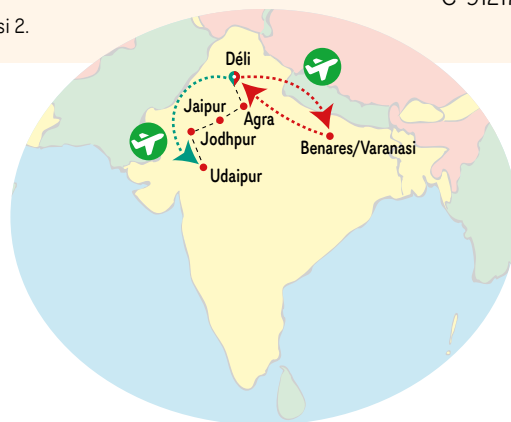 si 2.
Déli
Jaipur
Agra
Jodhpur
Benares/Varanasi
Udaipur